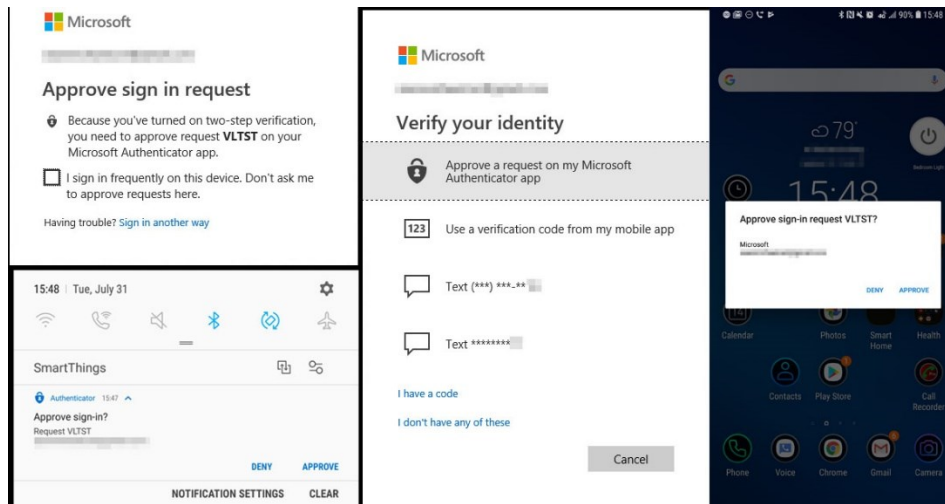 Microsoft
Approve sign in request
Because you've turned on two-step verification,
you need to approve request VLTST on your
Microsoft Authenticator app.
I sign in frequently on this device. Don't ask me
to approve requests here.
Having trouble? Sign in another way
15:48 | Tue, July 31
SmartThings
Authenticator 15:47
Approve sign-in?
Request VLTST
DENY APPROVE
NOTIFICATION SETTINGS CLEAR
Microsoft
Verify your identity
Approve a request on my Microsoft
Authenticator app
123 Use a verification code from my mobile app
Text (***) ***-**
Text ********
I have a code
I don't have any of these
Cancel
90% 15:48
79°
15:48
Approve sign-in request VLTST?
Microsoft
DENY APPROVE
14
Calendar Photos Smart Health
Home
Contacts Play Store Call
Recorder
Phone Voice Chrome Gmail Camera